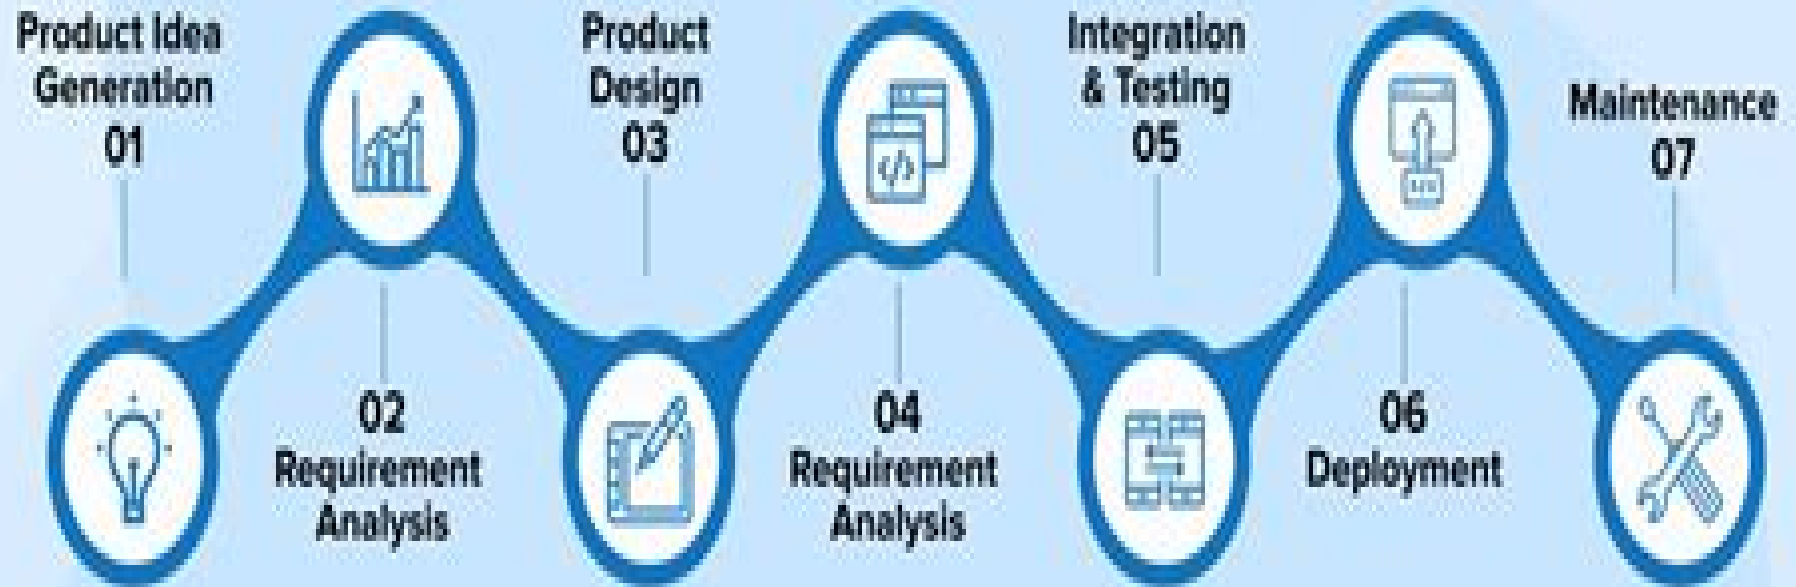 Product Idea
Generation
01
02
Requirement
Analysis
Product
Design
03
04
Requirement
Analysis
Integration
& Testing
05
06
Deployment
Maintenance
07